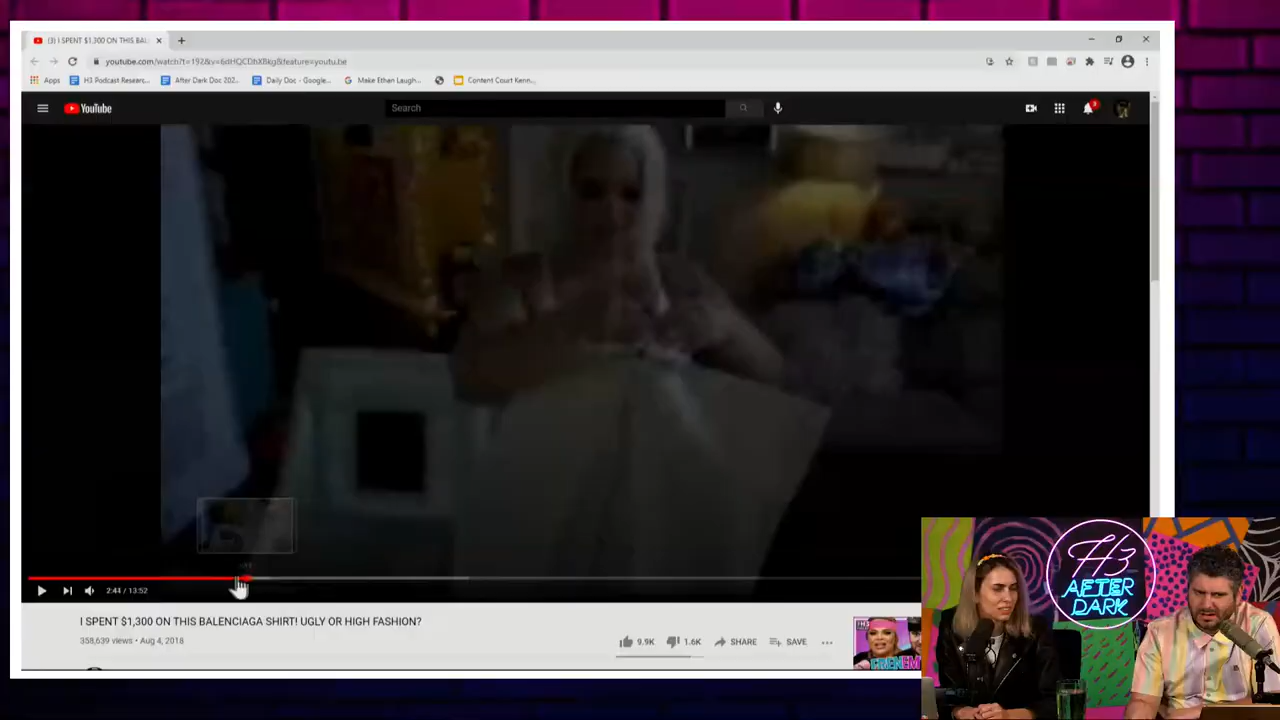 (3) I SPENT $1,300 ON THIS BAL
youtube.com/watch?t=192&v=6dHQCDhXBkg&feature=youtu.be
Apps H3 Podcast Researc... After Dark Doc 202... Daily Doc - Google... Make Ethan Laugh... Content Court Kenn...
YouTube
Search
3
2:44 / 13:52
I SPENT $1,300 ON THIS BALENCIAGA SHIRT! UGLY OR HIGH FASHION?
358,639 views • Aug 4, 2018
9.9K 1.6K SHARE SAVE
FRENEM
H3
AFTER
DARK